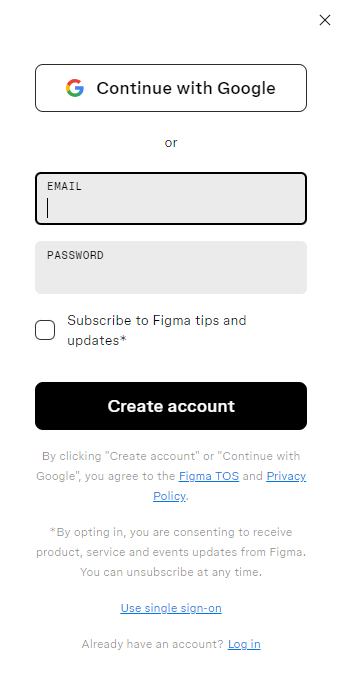 Continue with Google
or
EMAIL
PASSWORD
Subscribe to Figma tips and
updates*
Create account
By clicking "Create account" or "Continue with
Google", you agree to the Figma TOS and Privacy
Policy.
*By opting in, you are consenting to receive
product, service and events updates from Figma.
You can unsubscribe at any time.
Use single sign-on
Already have an account? Log in